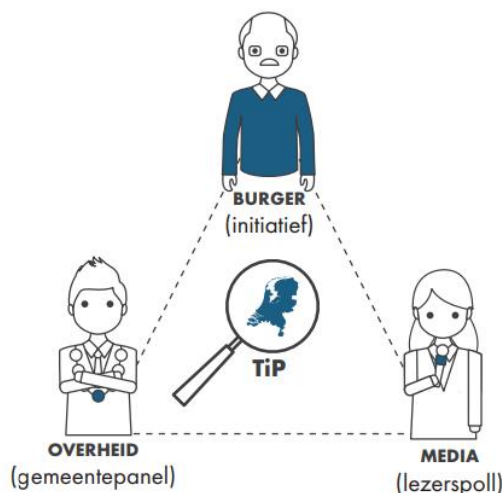 BURGER
(initiatief)
TiP
OVERHEID
(gemeentepanel)
MEDIA
(lezerspoll)